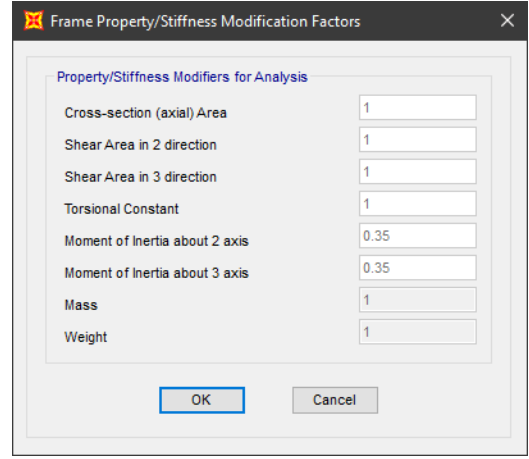 Frame Property/Stiffness Modification Factors
Property/Stiffness Modifiers for Analysis
Cross-section (axial) Area 1
Shear Area in 2 direction 1
Shear Area in 3 direction 1
Torsional Constant 1
Moment of Inertia about 2 axis 0.35
Moment of Inertia about 3 axis 0.35
Mass 1
Weight 1
OK Cancel